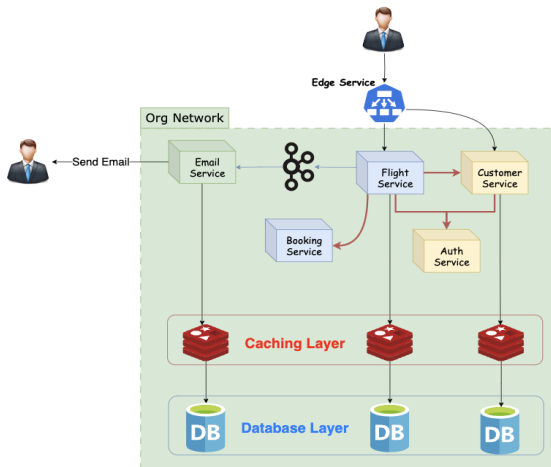 Edge Service
Org Network
Send Email
Email
Service
Flight
Service
Customer
Service
Booking
Service
Auth
Service
Caching Layer
DB
Database Layer
DB
DB